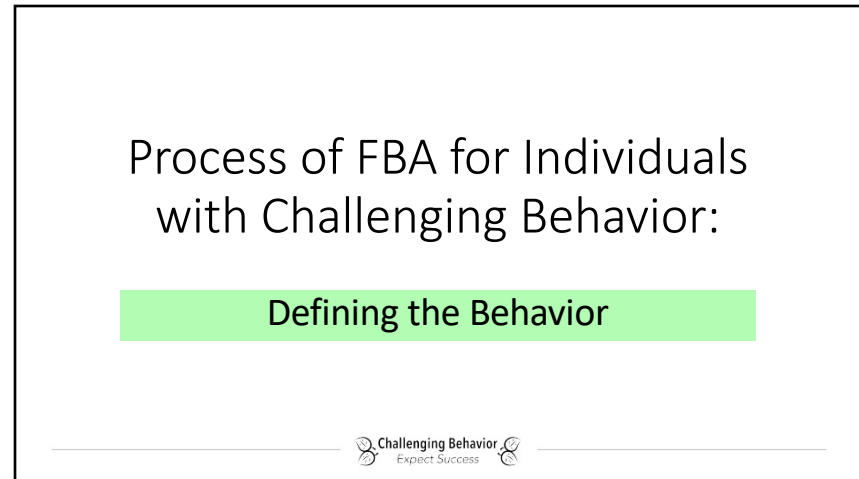 Process of FBA for Individuals
with Challenging Behavior:
Defining the Behavior
Challenging Behavior
Expect Success